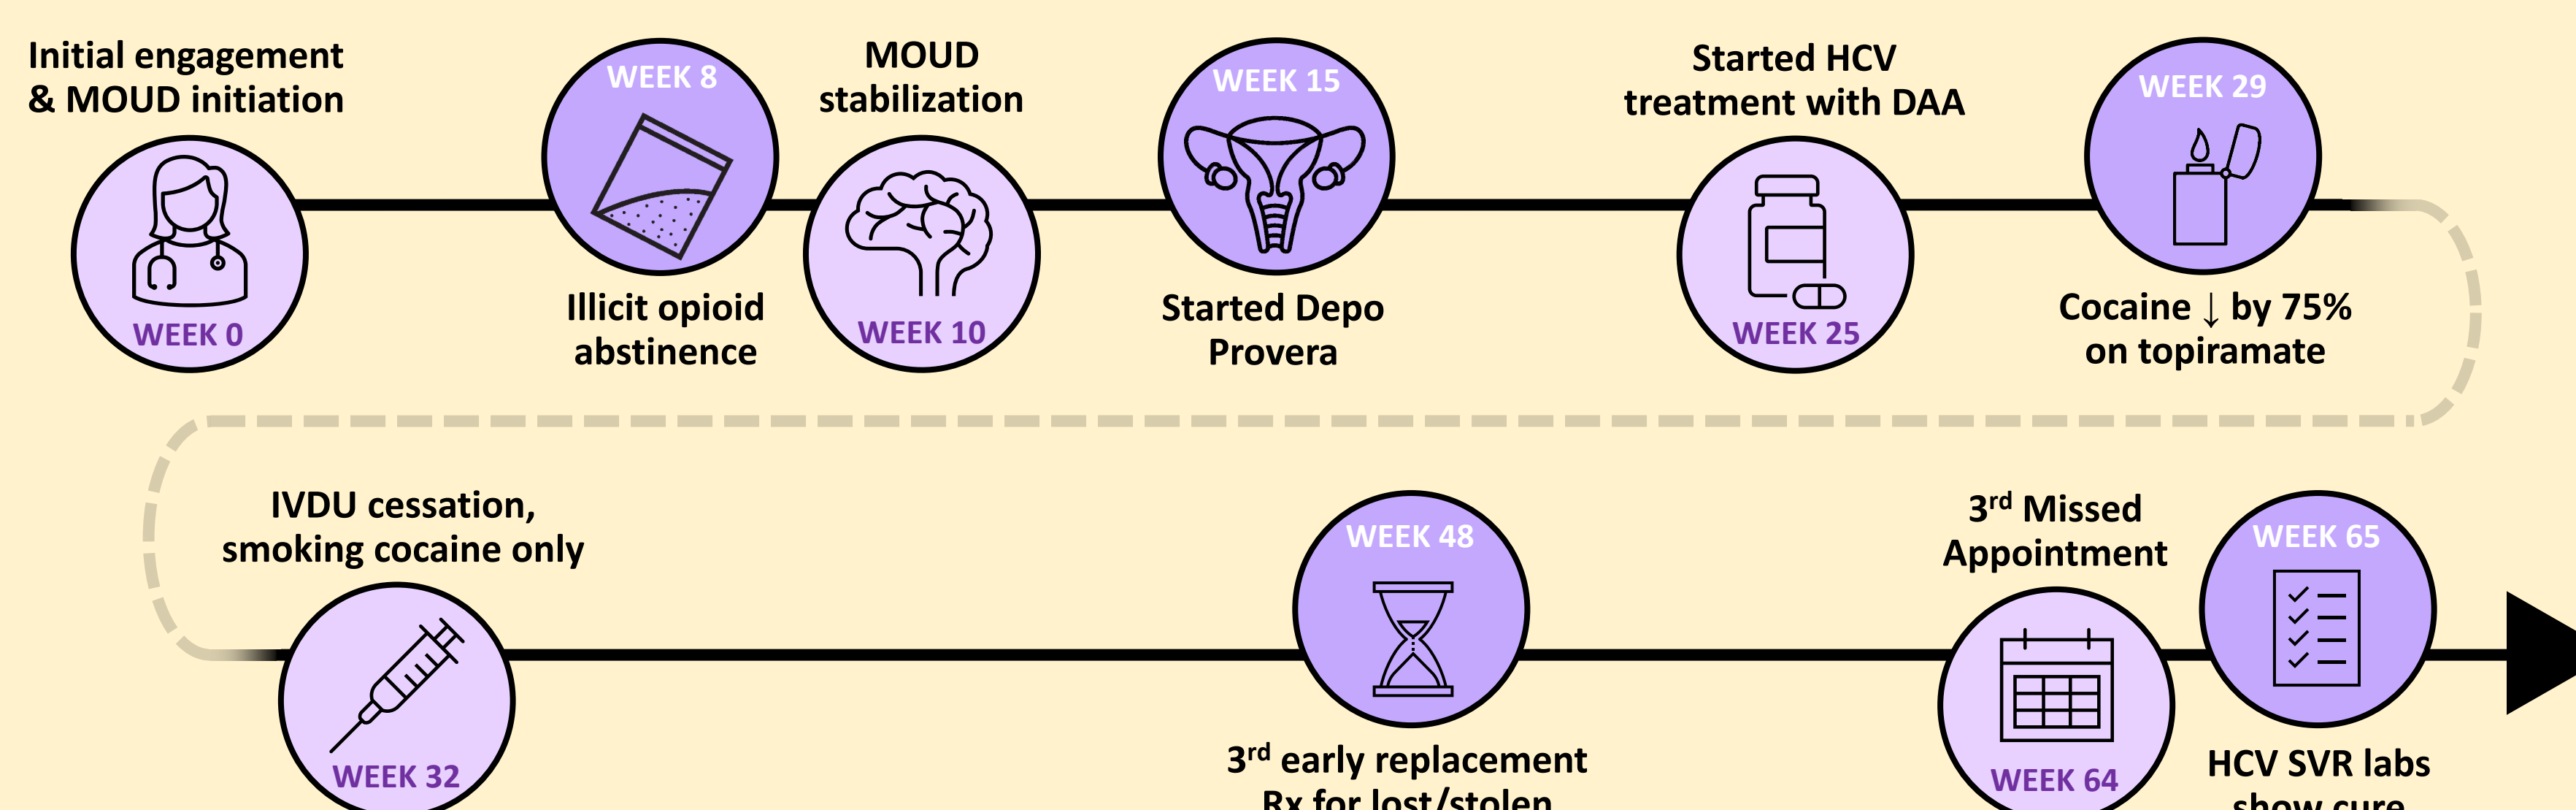 Initial engagement
& MOUD initiation
WEEK 0
WEEK 8
Illicit opioid
abstinence
MOUD
stabilization
WEEK 10
WEEK 15
Started Depo
Provera
Started HCV
treatment with DAA
WEEK 25
WEEK 29
Cocaine ↓ by 75%
on topiramate
IVDU cessation,
smoking cocaine only
WEEK 32
WEEK 48
3rd early replacement
Rx for lost/stolen
3rd Missed
Appointment
WEEK 64
WEEK 65
HCV SVR labs
show cure